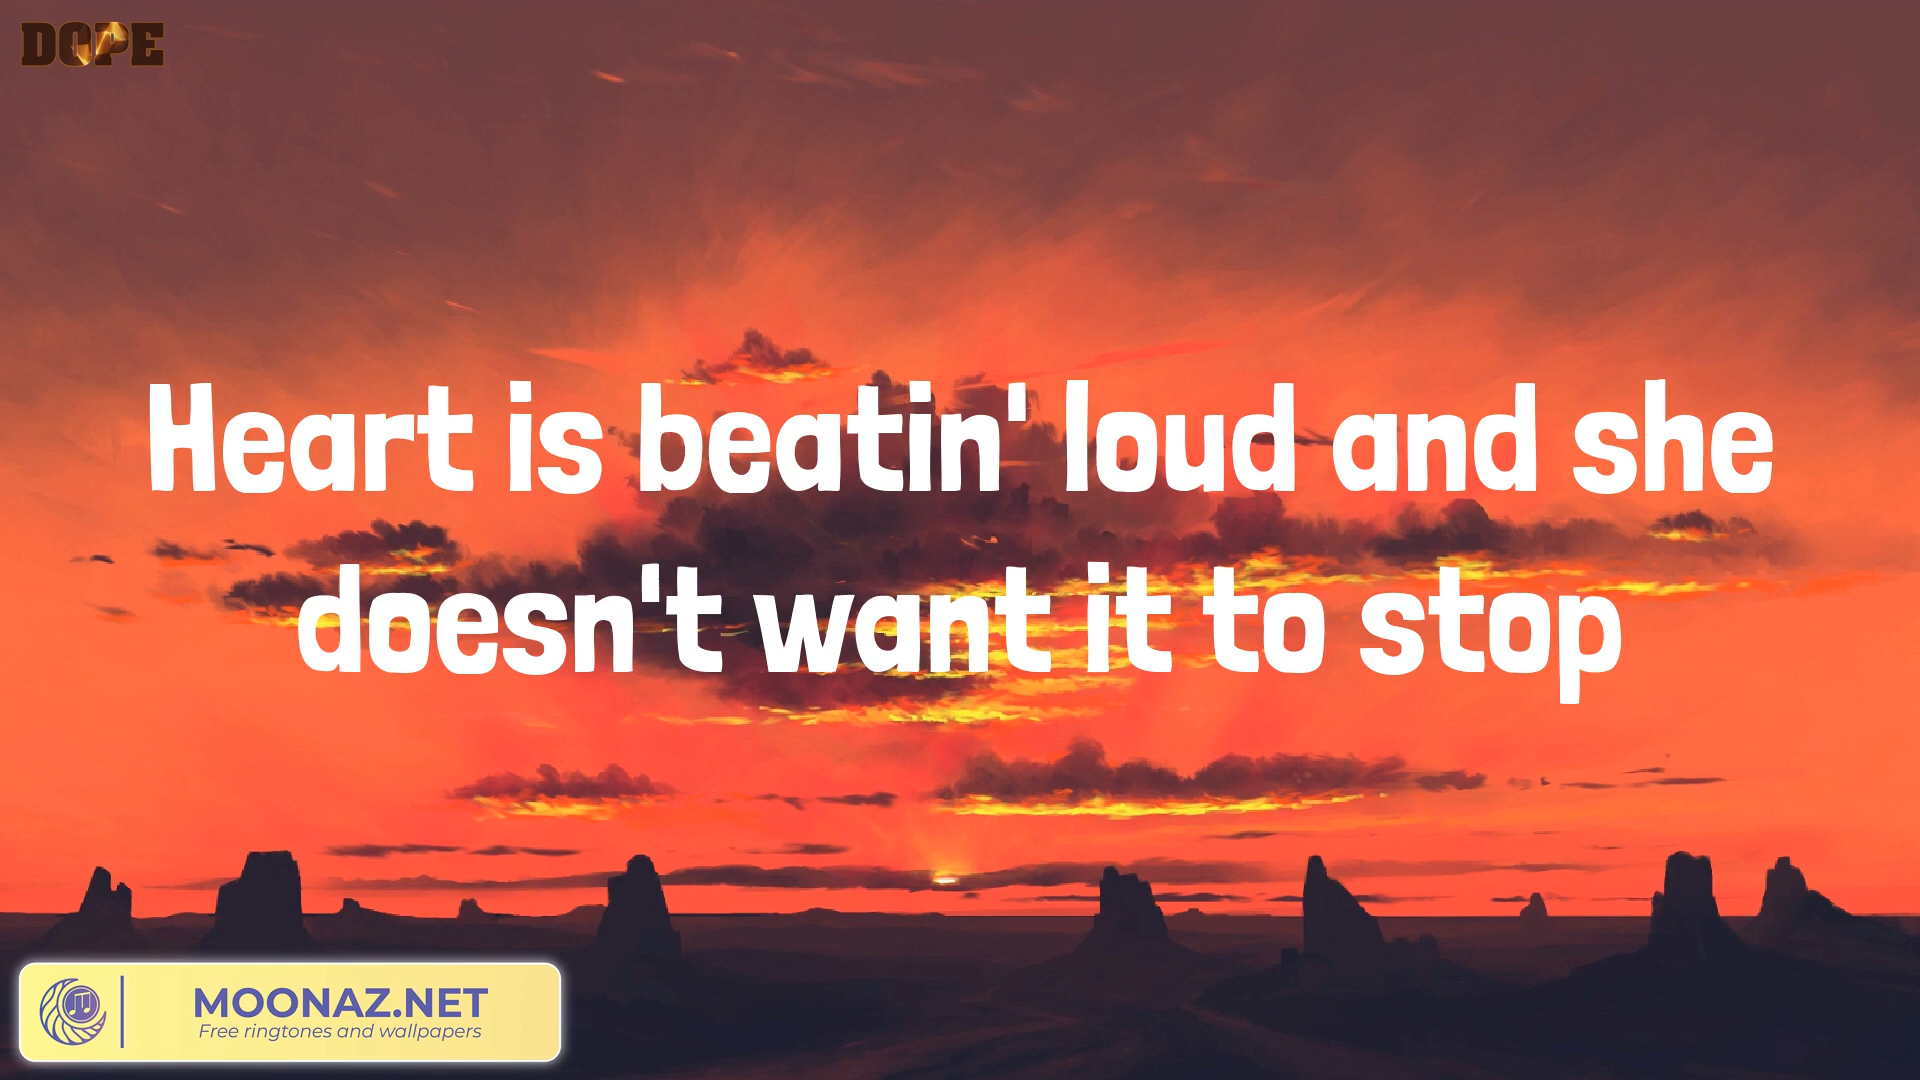 DOPE
Heart is beatin' loud and she
doesn't want it to stop
MOONAZ.NET
Free ringtones and wallpapers